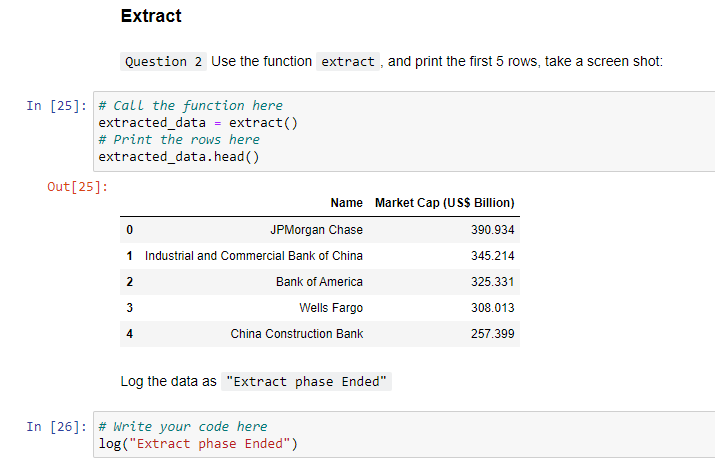 Extract
Question 2 Use the function extract , and print the first 5 rows, take a screen shot:
In [25]: # Call the function here
extracted_data = extract()
# Print the rows here
extracted_data.head()
Out[25]:
Name Market Cap (US$ Billion)
0 JPMorgan Chase 390.934
1 Industrial and Commercial Bank of China 345.214
2 Bank of America 325.331
3 Wells Fargo 308.013
4 China Construction Bank 257.399
Log the data as "Extract phase Ended"
In [26]: # Write your code here
log("Extract phase Ended")